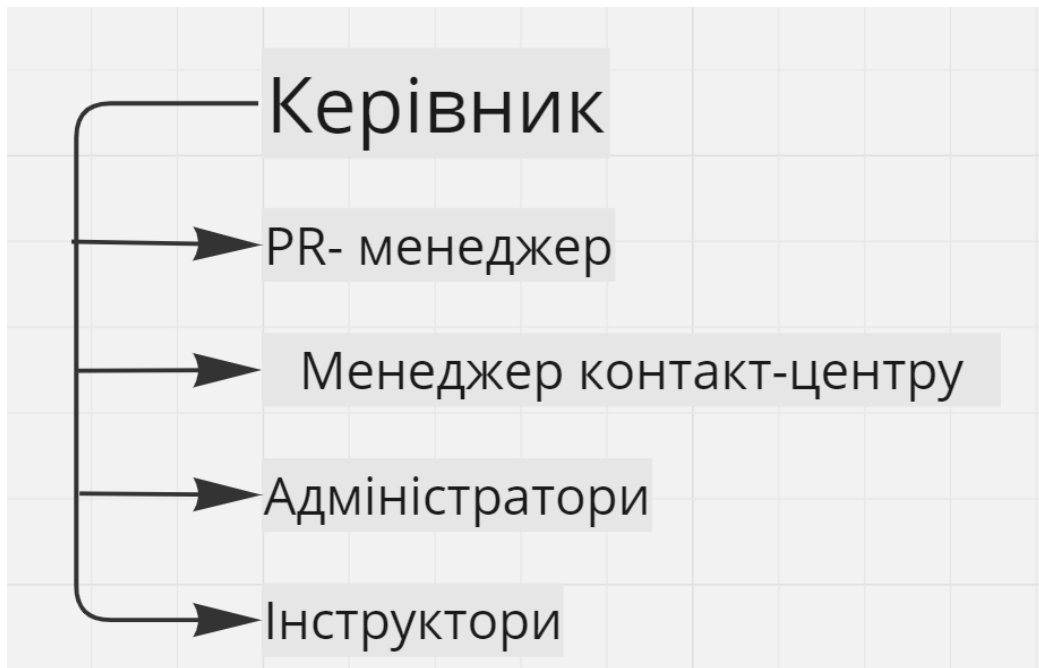 Керівник
PR- менеджер
Менеджер контакт-центру
Адміністратори
Інструктори